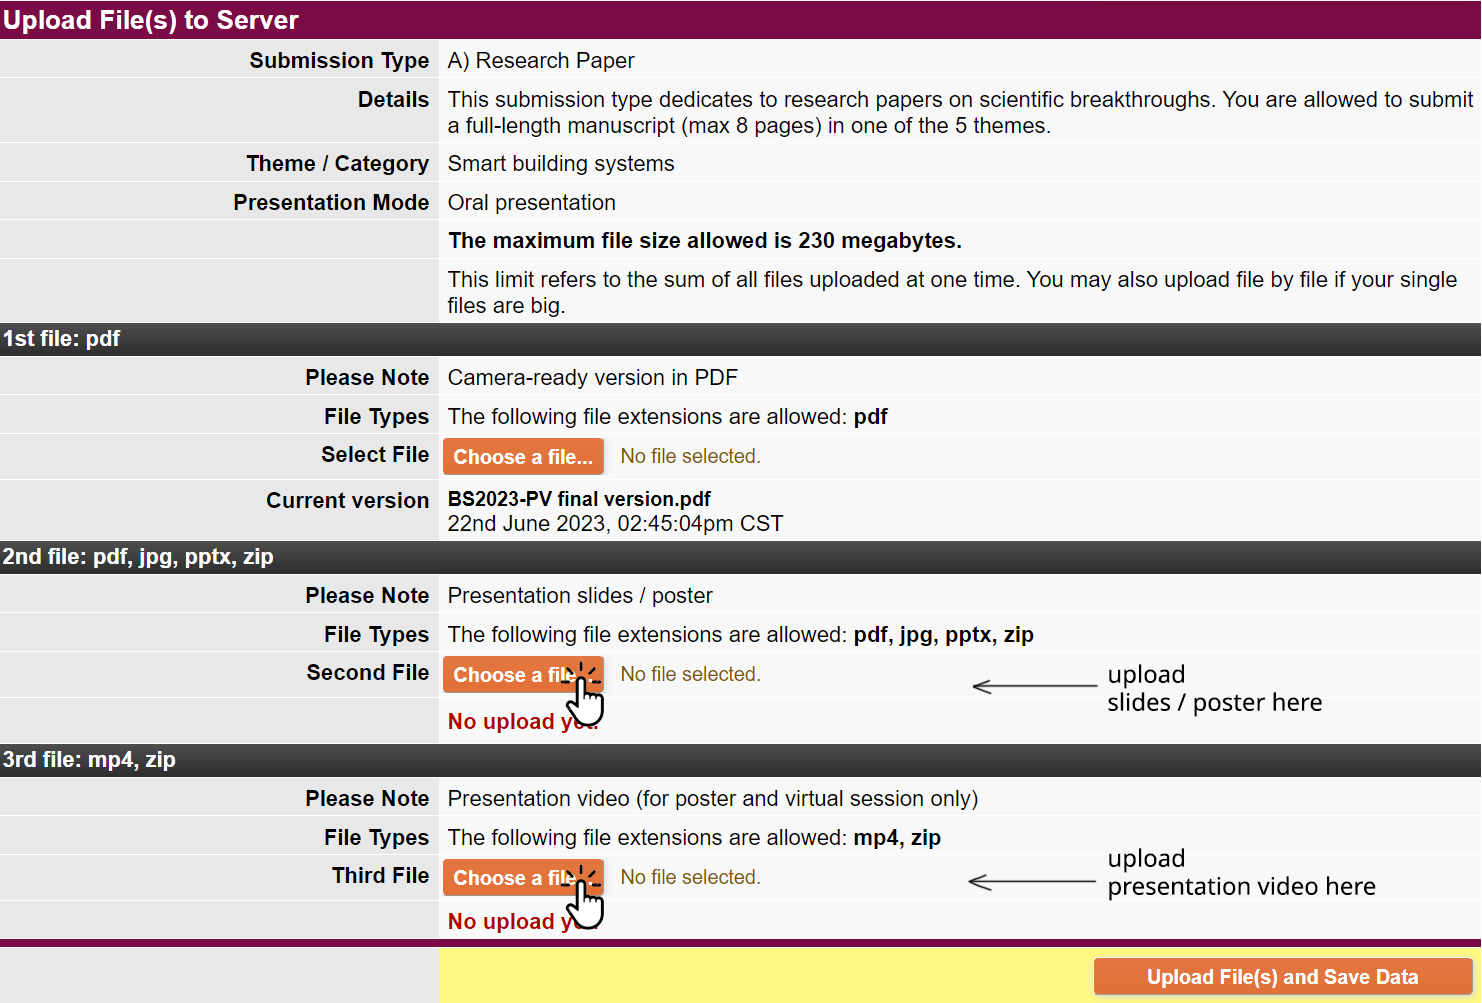 Upload File(s) to Server
Submission Type A) Research Paper
Details This submission type dedicates to research papers on scientific breakthroughs. You are allowed to submit
a full-length manuscript (max 8 pages) in one of the 5 themes.
Theme / Category Smart building systems
Presentation Mode Oral presentation
The maximum file size allowed is 230 megabytes.
This limit refers to the sum of all files uploaded at one time. You may also upload file by file if your single
files are big.
1st file: pdf
Please Note Camera-ready version in PDF
File Types The following file extensions are allowed: pdf
Select File Choose a file... No file selected.
Current version BS2023-PV final version.pdf
22nd June 2023, 02:45:04pm CST
2nd file: pdf, jpg, pptx, zip
Please Note Presentation slides / poster
File Types The following file extensions are allowed: pdf, jpg, pptx, zip
Second File Choose a file... No file selected.
upload
slides / poster here
No upload yet.
3rd file: mp4, zip
Please Note Presentation video (for poster and virtual session only)
File Types The following file extensions are allowed: mp4, zip
Third File Choose a file... No file selected.
upload
presentation video here
No upload yet.
Upload File(s) and Save Data